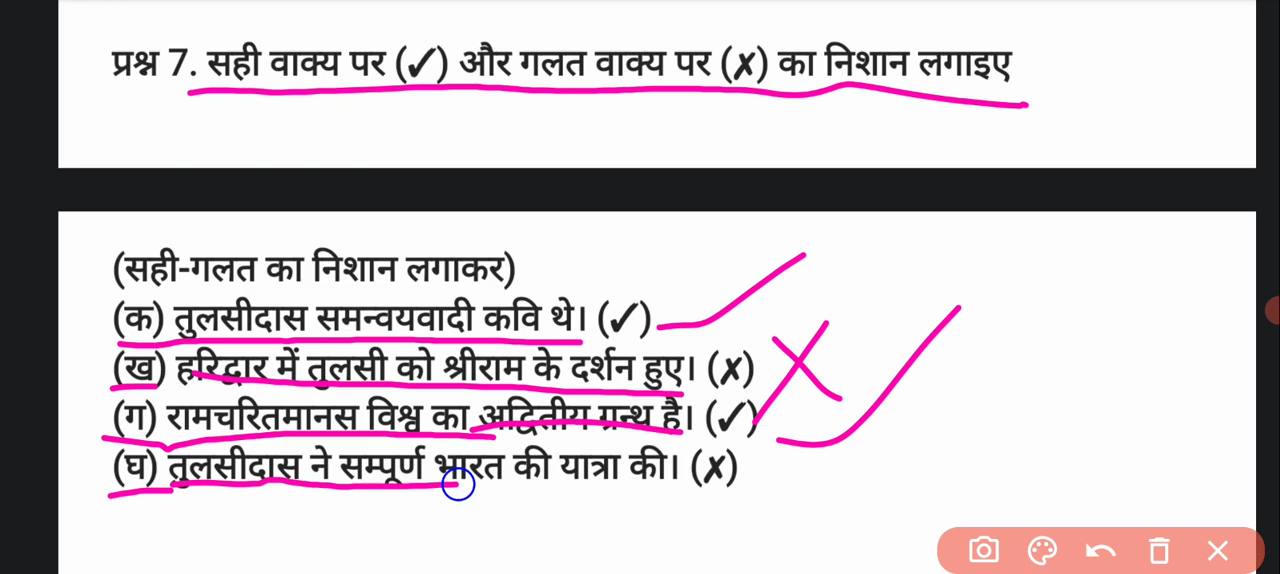 प्रश्न 7. सही वाक्य पर (✓) और गलत वाक्य पर (✗) का निशान लगाइए
(सही-गलत का निशान लगाकर)
(क) तुलसीदास समन्वयवादी कवि थे। (✓)
(ख) हरिद्वार में तुलसी को श्रीराम के दर्शन हुए। (✗)
(ग) रामचरितमानस विश्व का अद्वितीय ग्रन्थ है। (✓)
(घ) तुलसीदास ने सम्पूर्ण भारत की यात्रा की। (✗)